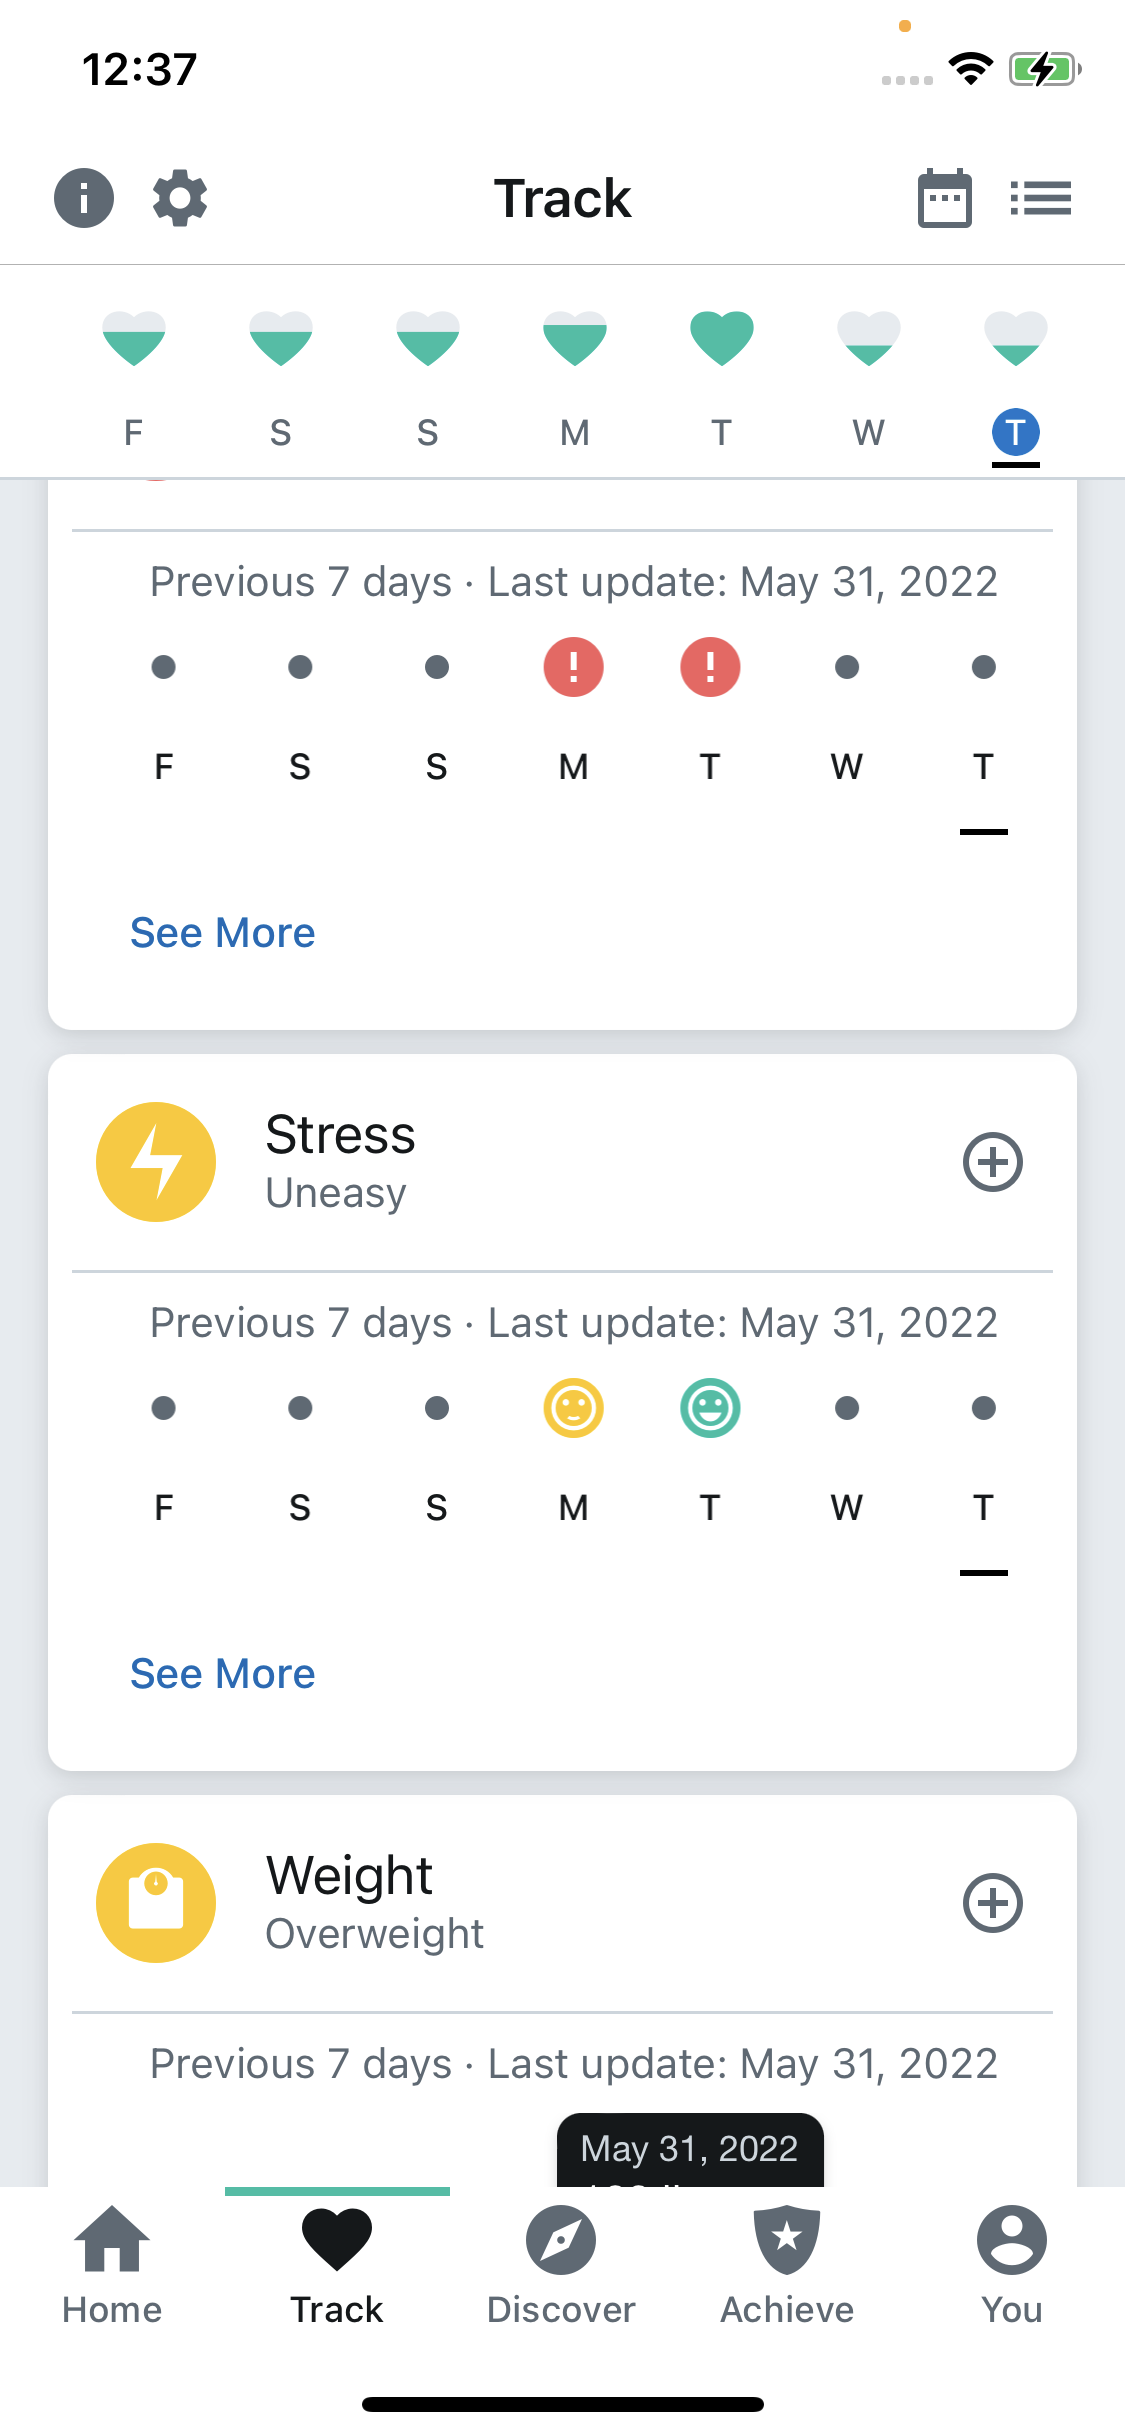 12:37
Track
F S S M T W T
Previous 7 days · Last update: May 31, 2022
! !
F S S M T W T
See More
Stress
Uneasy
Previous 7 days · Last update: May 31, 2022
F S S M T W T
See More
Weight
Overweight
Previous 7 days · Last update: May 31, 2022
May 31, 2022
Home Track Discover Achieve You